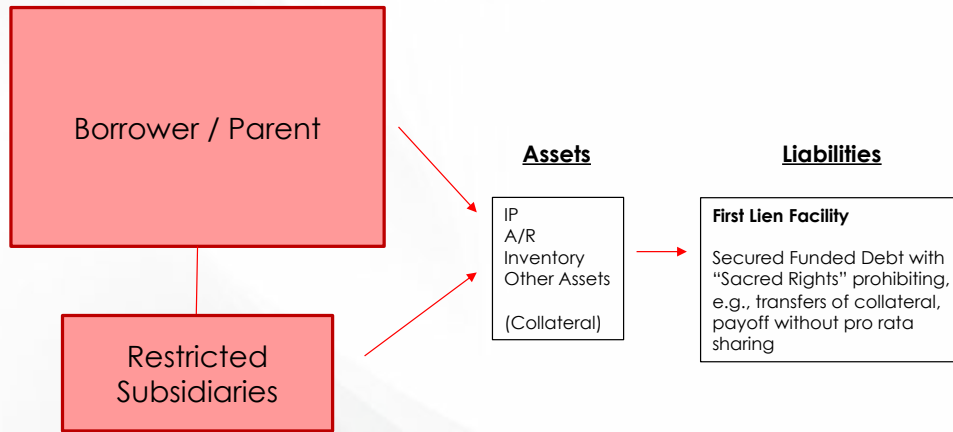 Borrower / Parent
Restricted
Subsidiaries
Assets
IP
A/R
Inventory
Other Assets
(Collateral)
Liabilities
First Lien Facility
Secured Funded Debt with
“Sacred Rights” prohibiting,
e.g., transfers of collateral,
payoff without pro rata
sharing